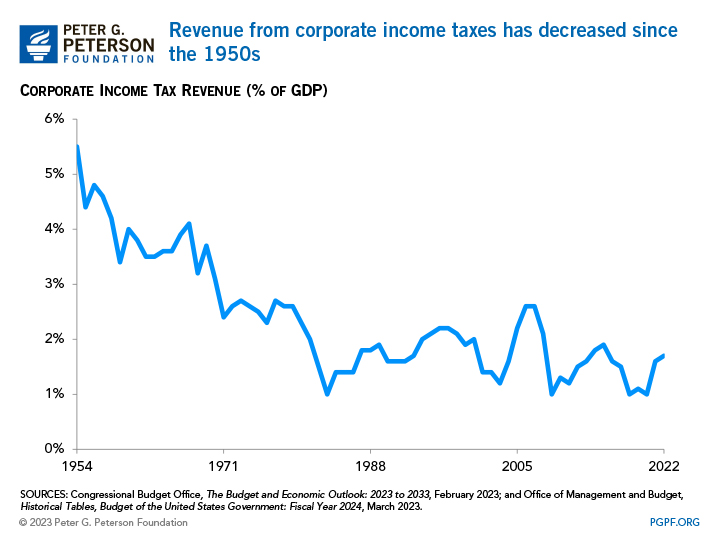 PETER G.
PETERSON
FOUNDATION
Revenue from corporate income taxes has decreased since
the 1950s
CORPORATE INCOME TAX REVENUE (% OF GDP)
6%
5%
4%
3%
2%
1%
0%
1954 1971 1988 2005 2022
SOURCES: Congressional Budget Office, The Budget and Economic Outlook: 2023 to 2033, February 2023; and Office of Management and Budget,
Historical Tables, Budget of the United States Government: Fiscal Year 2024, March 2023.
© 2023 Peter G. Peterson Foundation PGPF.ORG